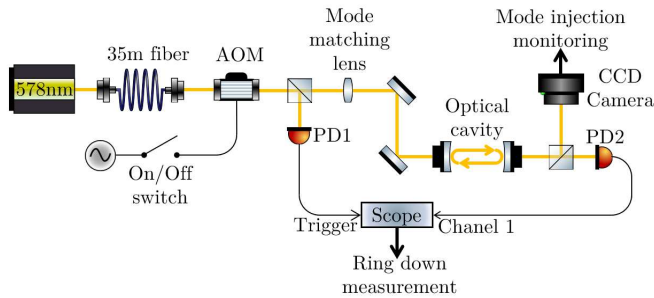 Mode injection
monitoring
Mode
matching
lens
35m fiber
AOM
578nm
CCD
Camera
Optical
cavity
PD1
PD2
On/Off
switch
Trigger
Scope
Chanel 1
Ring down
measurement